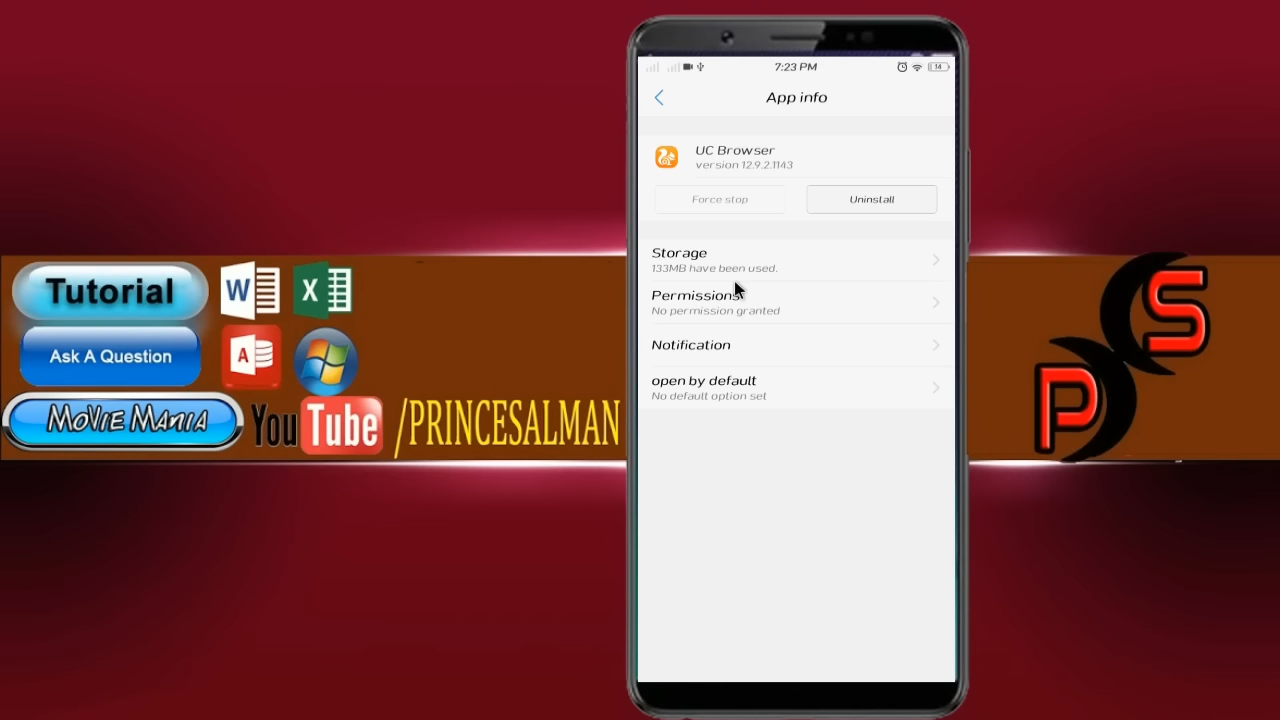 7:23 PM
14
App info
UC Browser
version 12.9.2.1143
Force stop
Uninstall
Storage
133MB have been used.
Permissions
No permission granted
Notification
open by default
No default option set
Tutorial
W
X
Ask A Question
A
MOVIE MANIA
YouTube /PRINCESALMAN
S
P